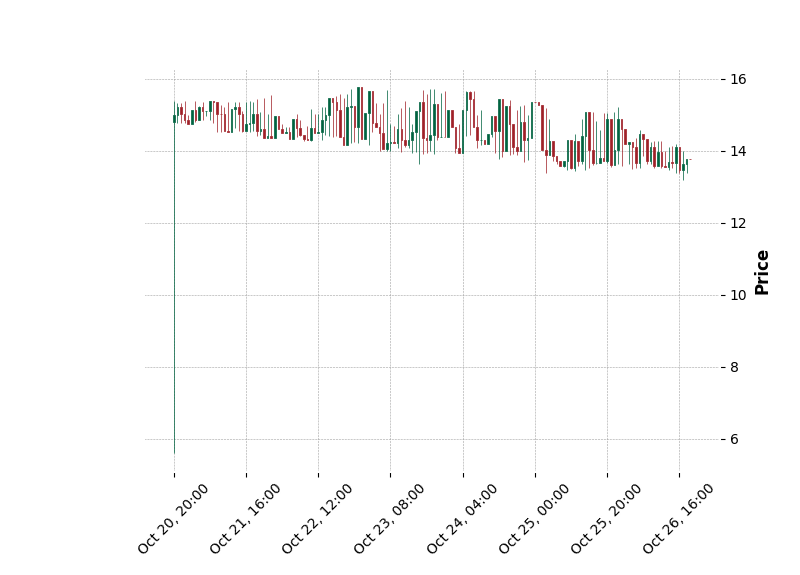 16
14
12
10
8
6
Price
Oct 20, 20:00
Oct 21, 16:00
Oct 22, 12:00
Oct 23, 08:00
Oct 24, 04:00
Oct 25, 00:00
Oct 25, 20:00
Oct 26, 16:00